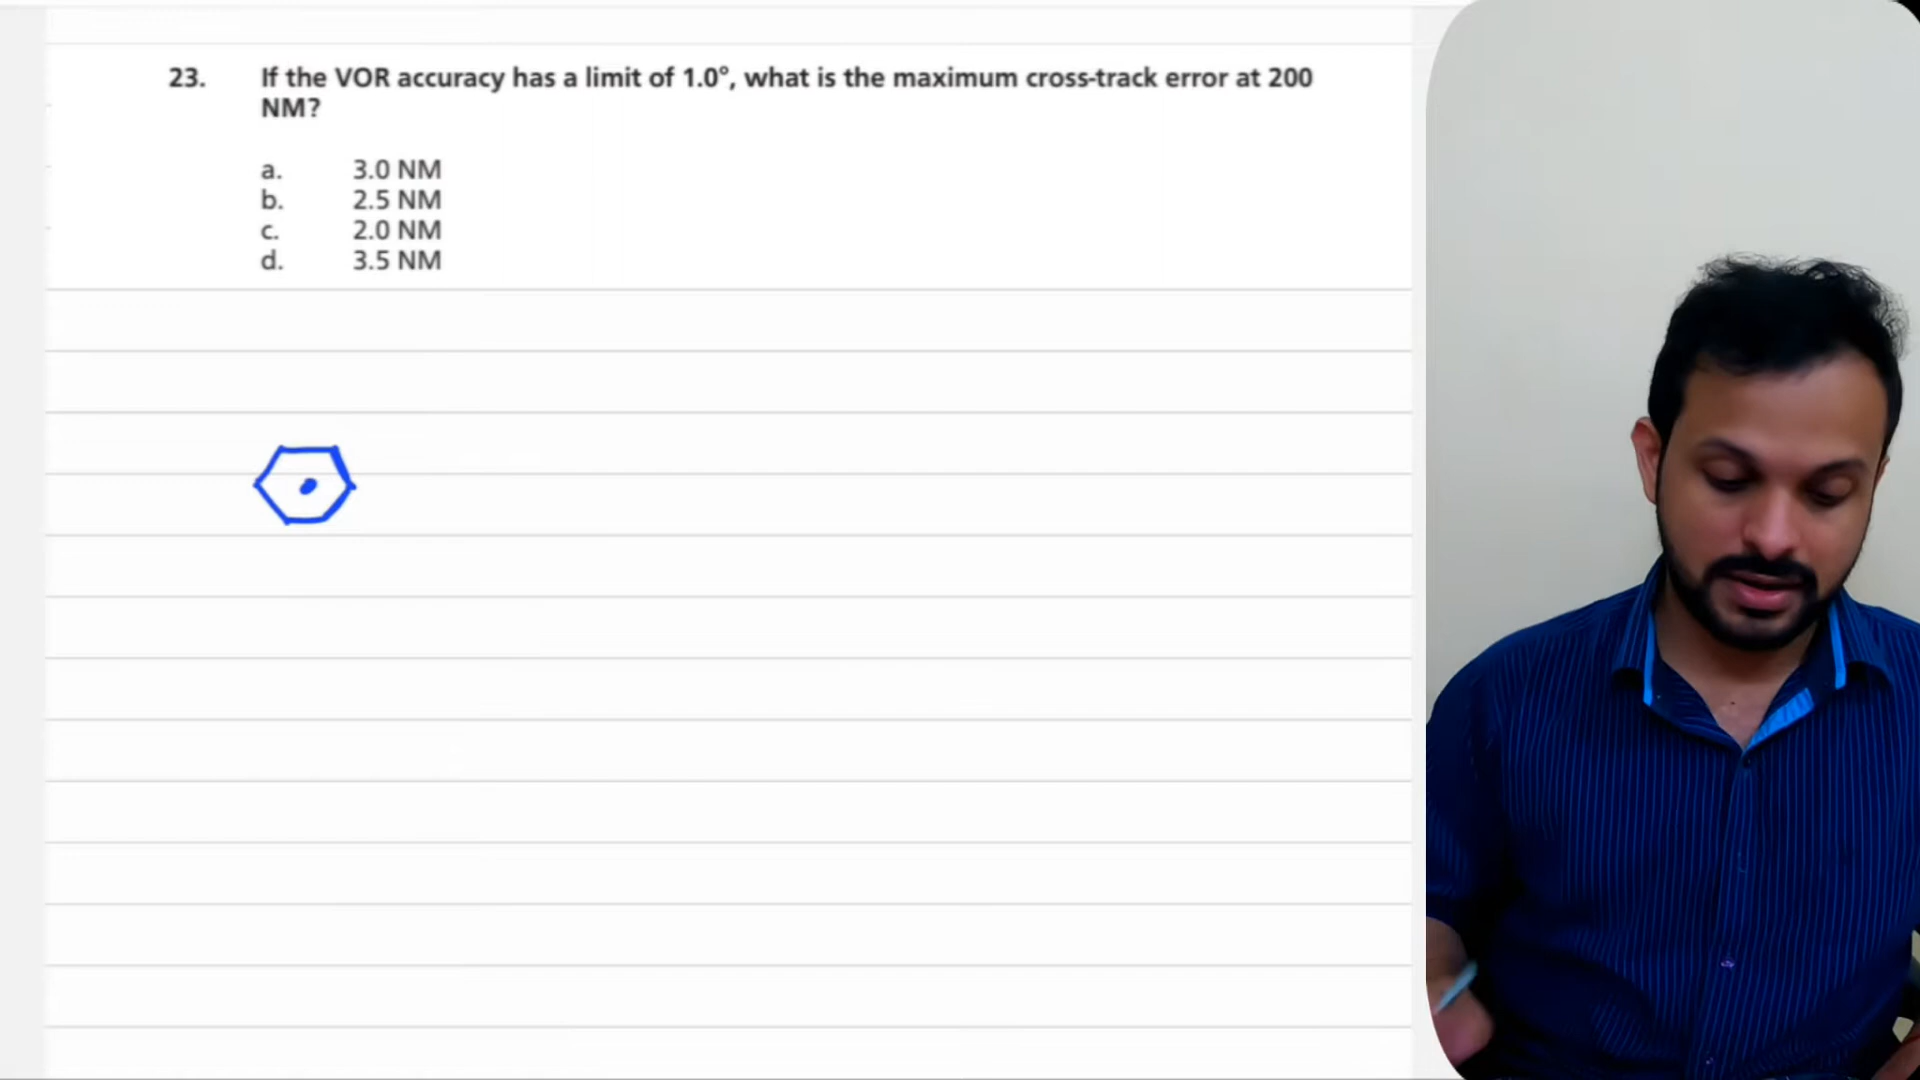 23. If the VOR accuracy has a limit of 1.0°, what is the maximum cross-track error at 200
NM?
a. 3.0 NM
b. 2.5 NM
c. 2.0 NM
d. 3.5 NM